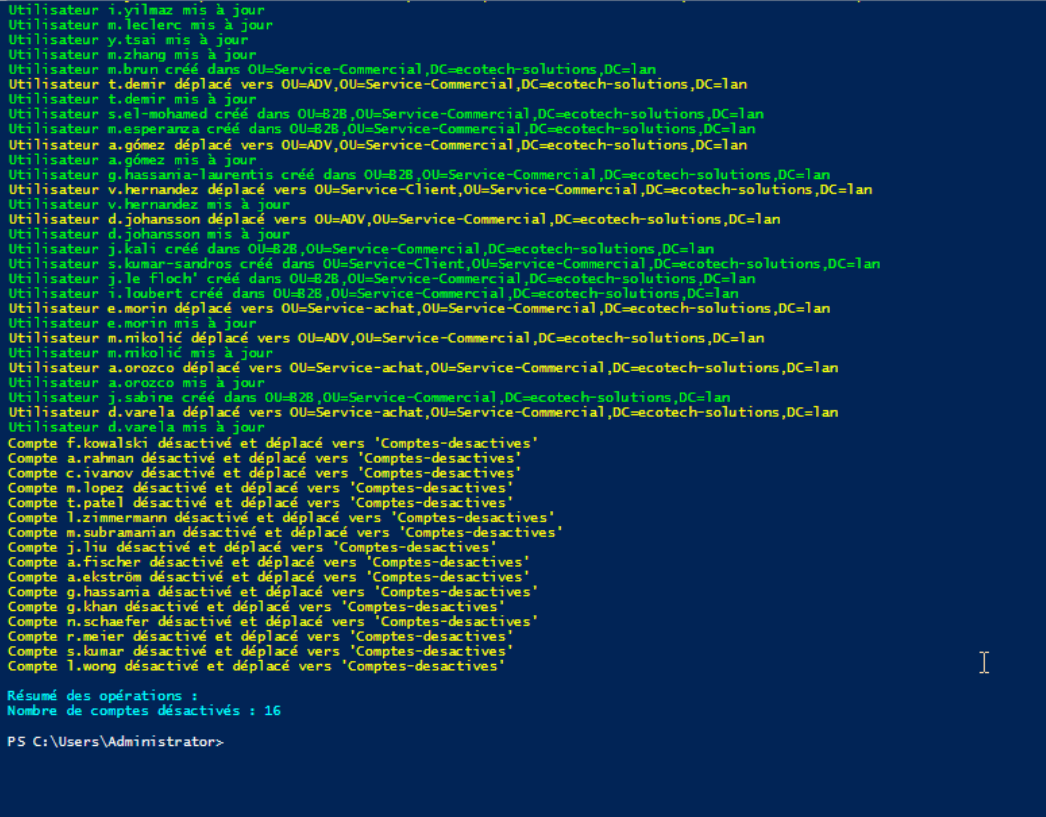 Utilisateur i.yilmaz mis à jour
Utilisateur m.leclerc mis à jour
Utilisateur y.tsai mis à jour
Utilisateur m.zhang mis à jour
Utilisateur m.brun créé dans OU=Service-Commercial,DC=ecotech-solutions,DC=lan
Utilisateur t.demir déplacé vers OU=ADV,OU=Service-Commercial,DC=ecotech-solutions,DC=lan
Utilisateur t.demir mis à jour
Utilisateur s.el-mohamed créé dans OU=B2B,OU=Service-Commercial,DC=ecotech-solutions,DC=lan
Utilisateur m.esperanza créé dans OU=B2B,OU=Service-Commercial,DC=ecotech-solutions,DC=lan
Utilisateur a.gómez déplacé vers OU=ADV,OU=Service-Commercial,DC=ecotech-solutions,DC=lan
Utilisateur a.gómez mis à jour
Utilisateur g.hassania-laurentis créé dans OU=B2B,OU=Service-Commercial,DC=ecotech-solutions,DC=lan
Utilisateur v.hernandez déplacé vers OU=Service-Client,OU=Service-Commercial,DC=ecotech-solutions,DC=lan
Utilisateur v.hernandez mis à jour
Utilisateur d.johansson déplacé vers OU=ADV,OU=Service-Commercial,DC=ecotech-solutions,DC=lan
Utilisateur d.johansson mis à jour
Utilisateur j.kali créé dans OU=B2B,OU=Service-Commercial,DC=ecotech-solutions,DC=lan
Utilisateur s.kumar-sandros créé dans OU=Service-Client,OU=Service-Commercial,DC=ecotech-solutions,DC=lan
Utilisateur j.le floch' créé dans OU=B2B,OU=Service-Commercial,DC=ecotech-solutions,DC=lan
Utilisateur i.loubert créé dans OU=B2B,OU=Service-Commercial,DC=ecotech-solutions,DC=lan
Utilisateur e.morin déplacé vers OU=Service-achat,OU=Service-Commercial,DC=ecotech-solutions,DC=lan
Utilisateur e.morin mis à jour
Utilisateur m.nikolić déplacé vers OU=ADV,OU=Service-Commercial,DC=ecotech-solutions,DC=lan
Utilisateur m.nikolić mis à jour
Utilisateur a.orozco déplacé vers OU=Service-achat,OU=Service-Commercial,DC=ecotech-solutions,DC=lan
Utilisateur a.orozco mis à jour
Utilisateur j.sabine créé dans OU=B2B,OU=Service-Commercial,DC=ecotech-solutions,DC=lan
Utilisateur d.varela déplacé vers OU=Service-achat,OU=Service-Commercial,DC=ecotech-solutions,DC=lan
Utilisateur d.varela mis à jour
Compte f.kowalski désactivé et déplacé vers 'Comptes-desactives'
Compte a.rahman désactivé et déplacé vers 'Comptes-desactives'
Compte c.ivanov désactivé et déplacé vers 'Comptes-desactives'
Compte m.lopez désactivé et déplacé vers 'Comptes-desactives'
Compte t.patel désactivé et déplacé vers 'Comptes-desactives'
Compte l.zimmermann désactivé et déplacé vers 'Comptes-desactives'
Compte m.subramanian désactivé et déplacé vers 'Comptes-desactives'
Compte j.liu désactivé et déplacé vers 'Comptes-desactives'
Compte a.fischer désactivé et déplacé vers 'Comptes-desactives'
Compte a.ekström désactivé et déplacé vers 'Comptes-desactives'
Compte g.hassania désactivé et déplacé vers 'Comptes-desactives'
Compte g.khan désactivé et déplacé vers 'Comptes-desactives'
Compte n.schaefer désactivé et déplacé vers 'Comptes-desactives'
Compte r.meier désactivé et déplacé vers 'Comptes-desactives'
Compte s.kumar désactivé et déplacé vers 'Comptes-desactives'
Compte l.wong désactivé et déplacé vers 'Comptes-desactives'
Résumé des opérations :
Nombre de comptes désactivés : 16
PS C:\Users\Administrator>